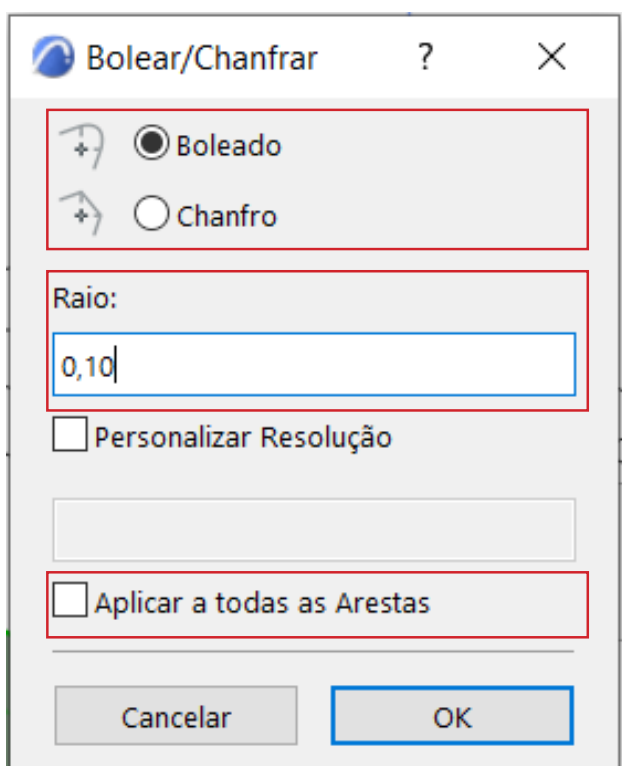 Bolear/Chanfrar ?
Boleado
Chanfro
Raio:
0,10
Personalizar Resolução
Aplicar a todas as Arestas
Cancelar OK